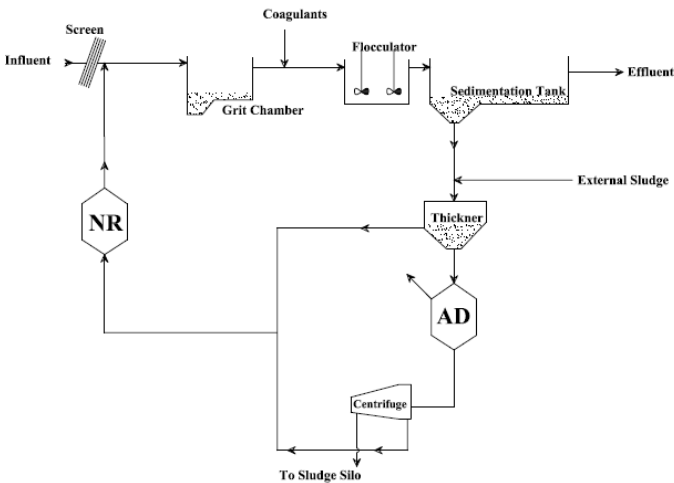 Coagulants
Screen
Influent
Flocculator
Effluent
Sedimentation Tank
Grit Chamber
External Sludge
Thickner
NR
AD
Centrifuge
To Sludge Silo